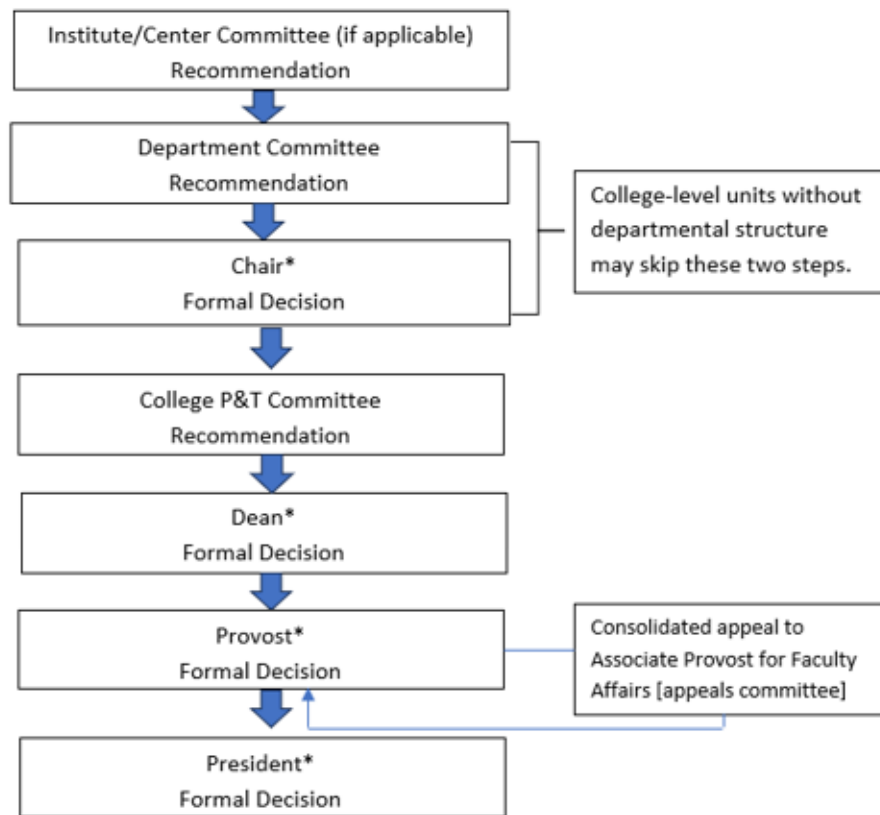 Institute/Center Committee (if applicable)
Recommendation
Department Committee
Recommendation
College-level units without
departmental structure
may skip these two steps.
Chair*
Formal Decision
College P&T Committee
Recommendation
Dean*
Formal Decision
Provost*
Formal Decision
Consolidated appeal to
Associate Provost for Faculty
Affairs [appeals committee]
President*
Formal Decision